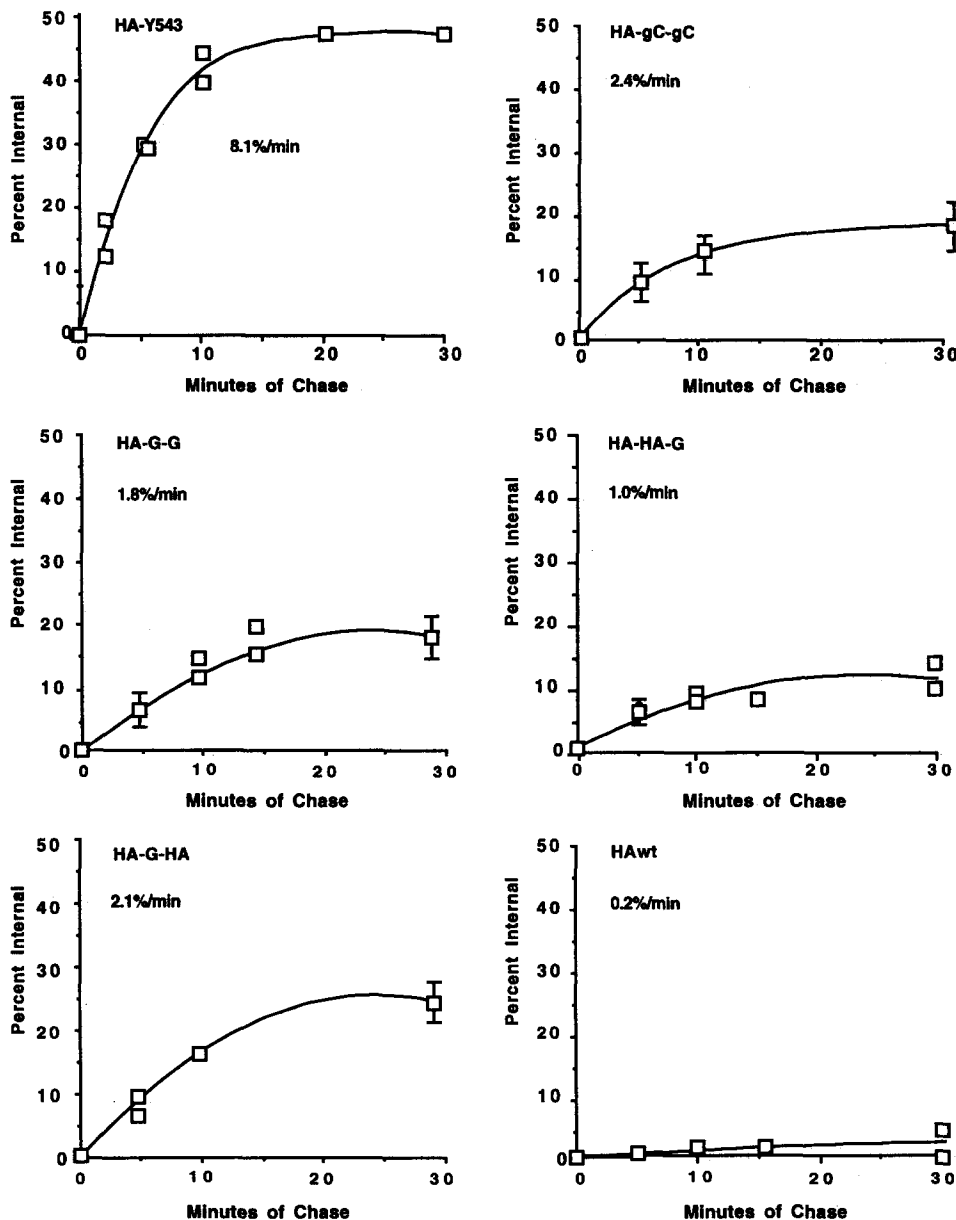 HA-Y543
8.1%/min
Percent Internal
50
40
30
20
10
0
0 10 20 30
Minutes of Chase
HA-gC-gC
2.4%/min
Percent Internal
50
40
30
20
10
0
0 10 20 30
Minutes of Chase
HA-G-G
1.8%/min
Percent Internal
50
40
30
20
10
0
0 10 20 30
Minutes of Chase
HA-HA-G
1.0%/min
Percent Internal
50
40
30
20
10
0
0 10 20 30
Minutes of Chase
HA-G-HA
2.1%/min
Percent Internal
50
40
30
20
10
0
0 10 20 30
Minutes of Chase
HAwt
0.2%/min
Percent Internal
50
40
30
20
10
0
0 10 20 30
Minutes of Chase